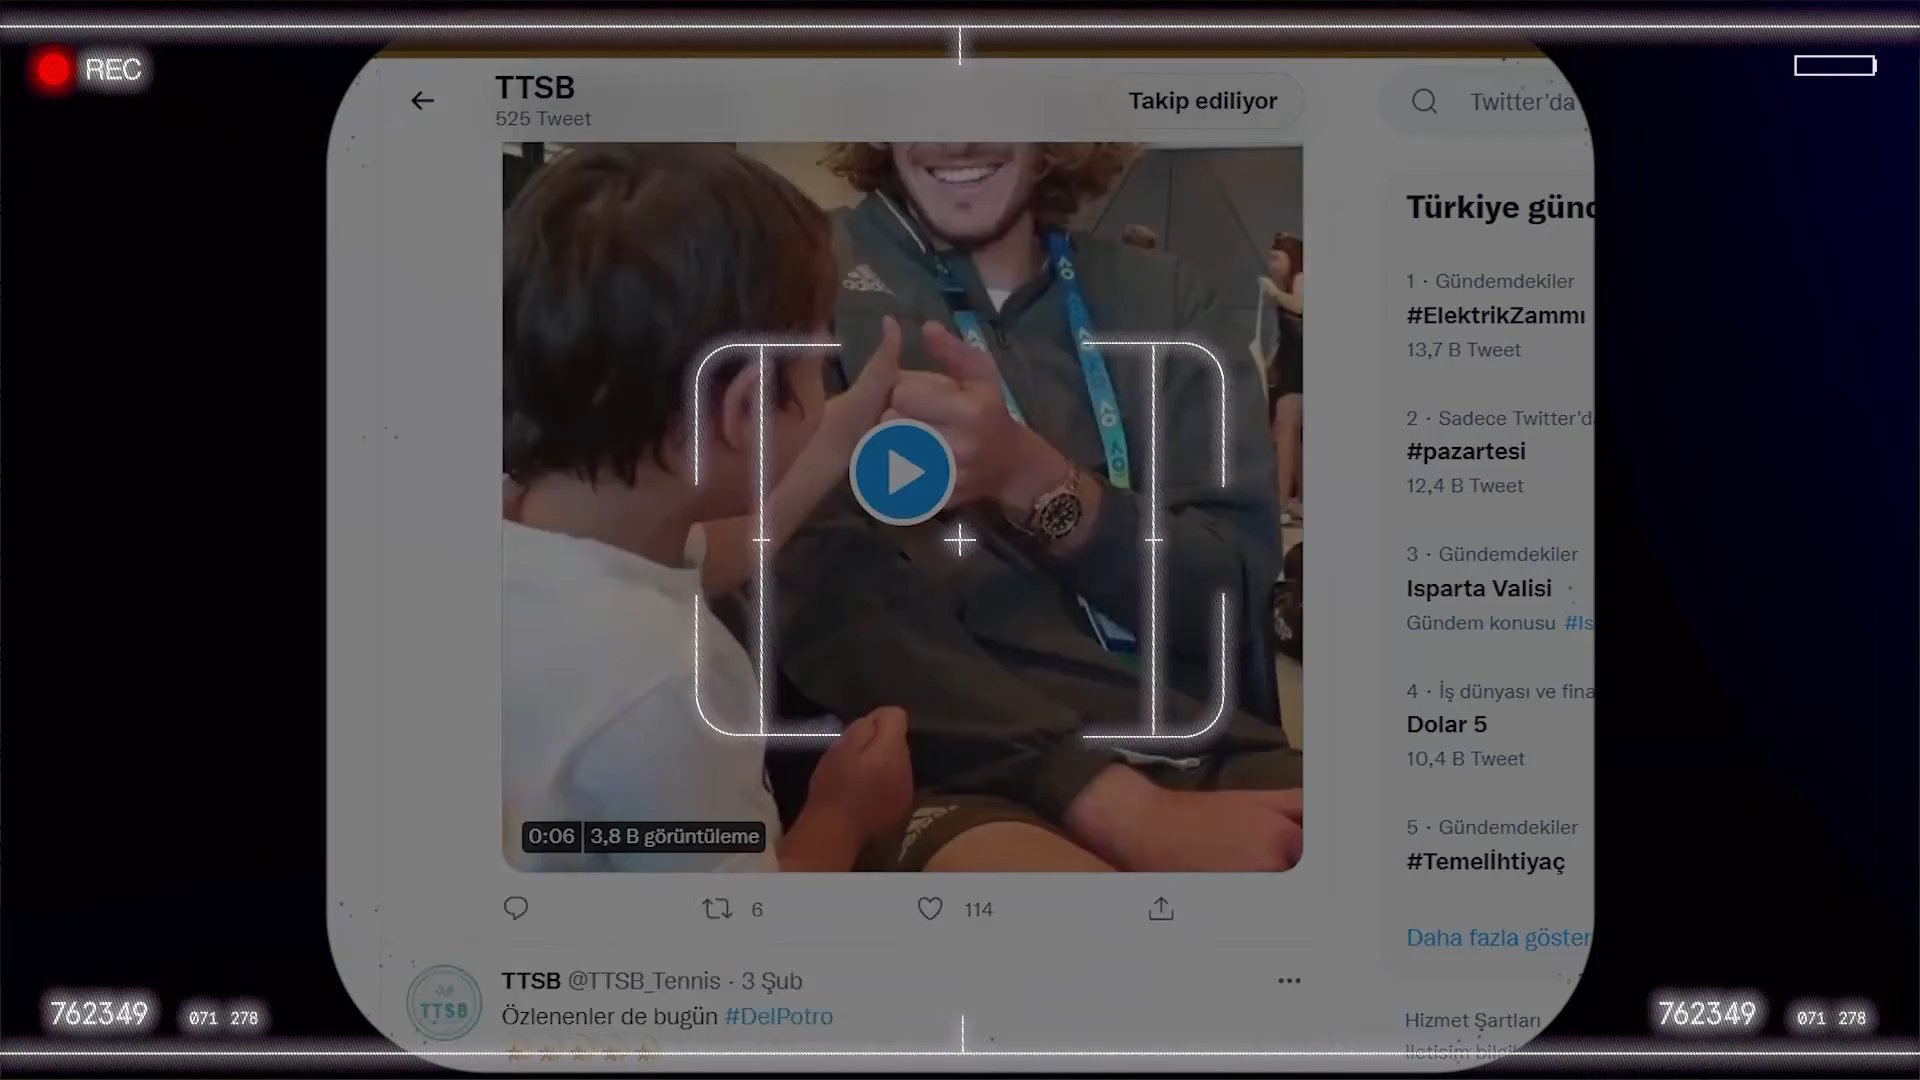 REC
TTSB
525 Tweet
Takip ediliyor
Twitter'da
adidas
Türkiye günd
1 · Gündemdekiler
#ElektrikZammı
13,7 B Tweet
2 · Sadece Twitter'd
#pazartesi
12,4 B Tweet
3 · Gündemdekiler
Isparta Valisi
Gündem konusu #Is
4 · İş dünyası ve fina
Dolar 5
10,4 B Tweet
5 · Gündemdekiler
#Temelİhtiyaç
Daha fazla göster
0:06 3,8 B görüntüleme
6
114
TTSB @TTSB_Tennis · 3 Şub
Özlenenler de bugün #DelPotro
TTSB
Hizmet Şartları
762349 071 278
762349 071 278